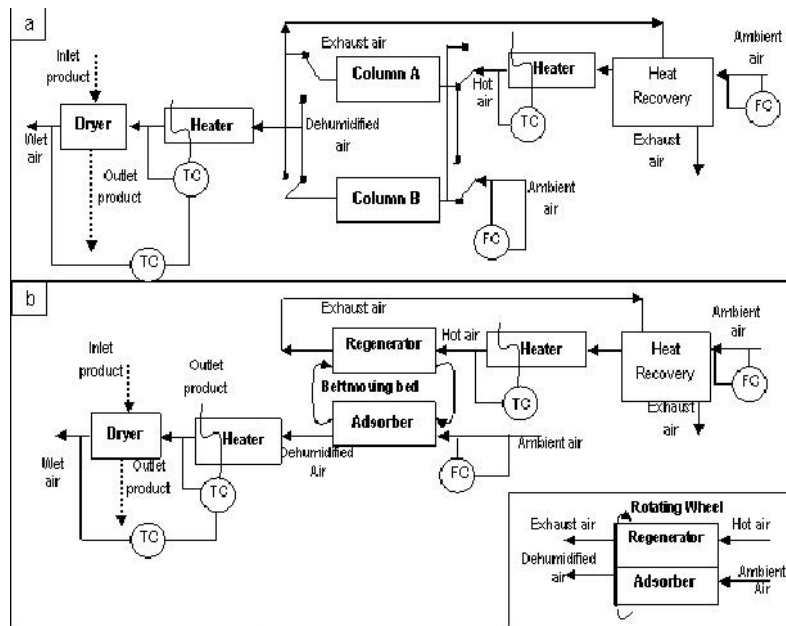 a
Inlet
product
Exhaust air
Column A
Heater
Ambient
air
Heat
Recovery
Hot
air
FC
TC
Dryer
Heater
Dehumidified
air
Wet
air
Outlet
product
TC
Exhaust
air
Column B
Ambient
air
FC
TC
b
Exhaust air
Ambient
air
Inlet
product
Outlet
product
Regenerator
Hot air
Heater
Heat
Recovery
FC
Beltmoving bed
TC
Dryer
Heater
Adsorber
Exhaust
air
Wet
air
Outlet
product
Dehumidified
Air
Ambient air
FC
TC
TC
Rotating Wheel
Exhaust air
Regenerator
Hot air
Dehumidified
air
Adsorber
Ambient
Air